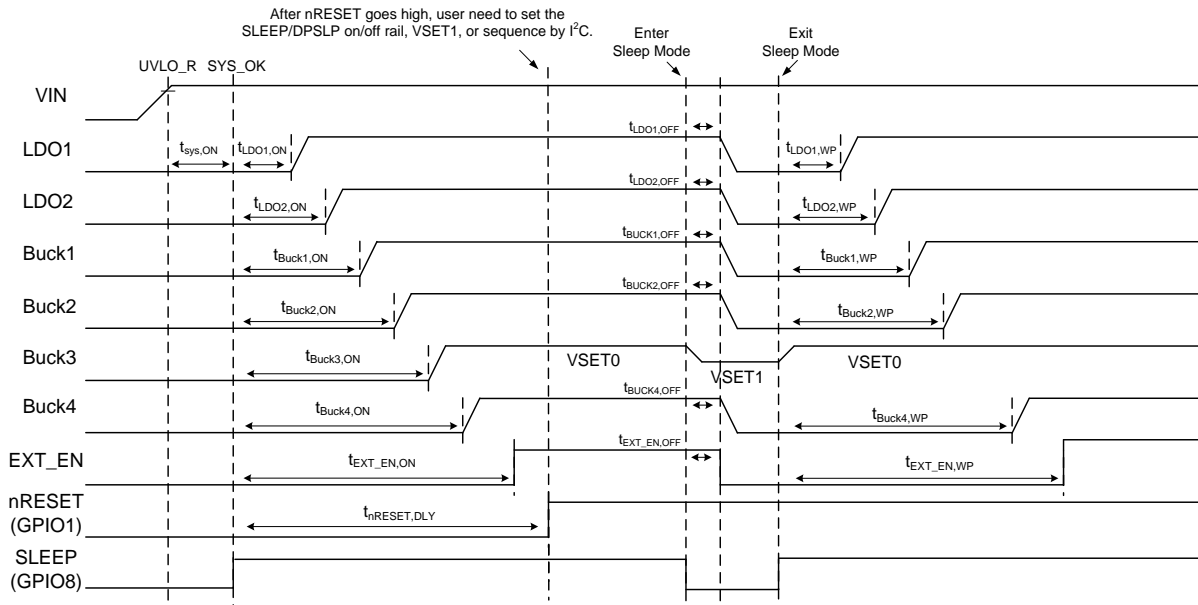 After nRESET goes high, user need to set the
SLEEP/DPSLP on/off rail, VSET1, or sequence by I²C.
Enter
Sleep Mode
Exit
Sleep Mode
UVLO_R SYS_OK
VIN
LDO1
tsys,ON
tLDO1,ON
tLDO1,OFF
tLDO1,WP
LDO2
tLDO2,ON
tLDO2,OFF
tLDO2,WP
Buck1
tBuck1,ON
tBUCK1,OFF
tBuck1,WP
Buck2
tBuck2,ON
tBUCK2,OFF
tBuck2,WP
Buck3
tBuck3,ON
VSET0
VSET1
VSET0
Buck4
tBuck4,ON
tBUCK4,OFF
tBuck4,WP
EXT_EN
tEXT_EN,ON
tEXT_EN,OFF
tEXT_EN,WP
nRESET
(GPIO1)
tnRESET,DLY
SLEEP
(GPIO8)